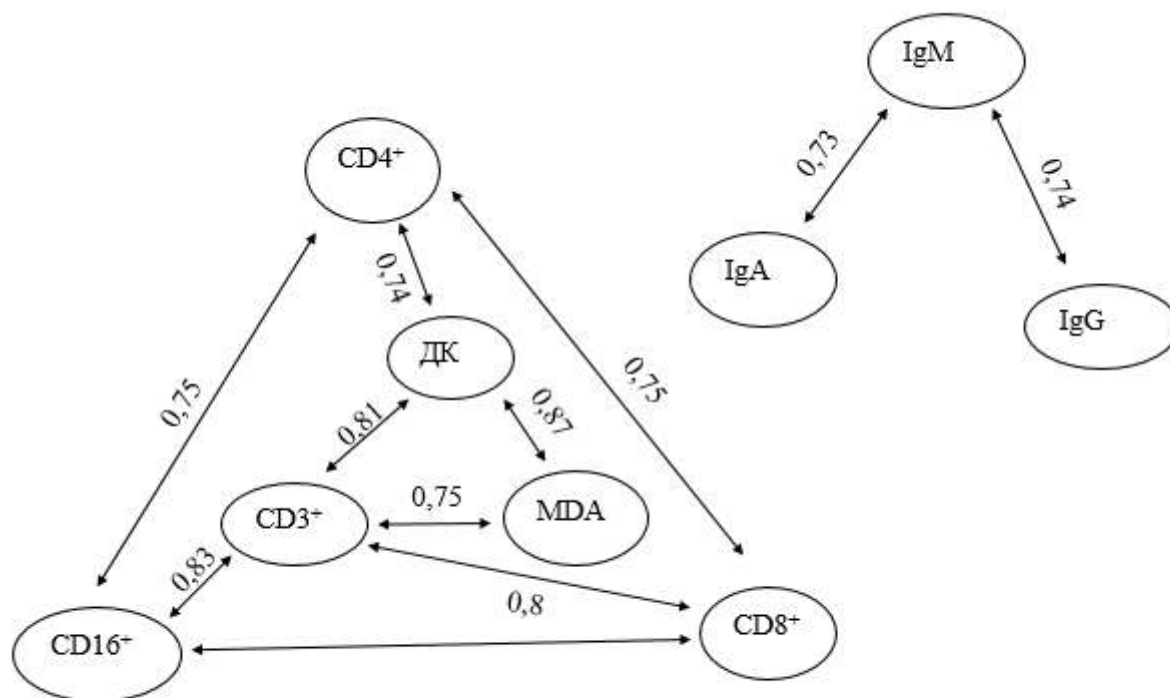 IgM
0,73
0,74
CD4⁺
IgA
IgG
0,74
ДК
0,75
0,75
0,81
0,87
CD3⁺
0,75
MDA
0,83
0,8
CD16⁺
CD8⁺